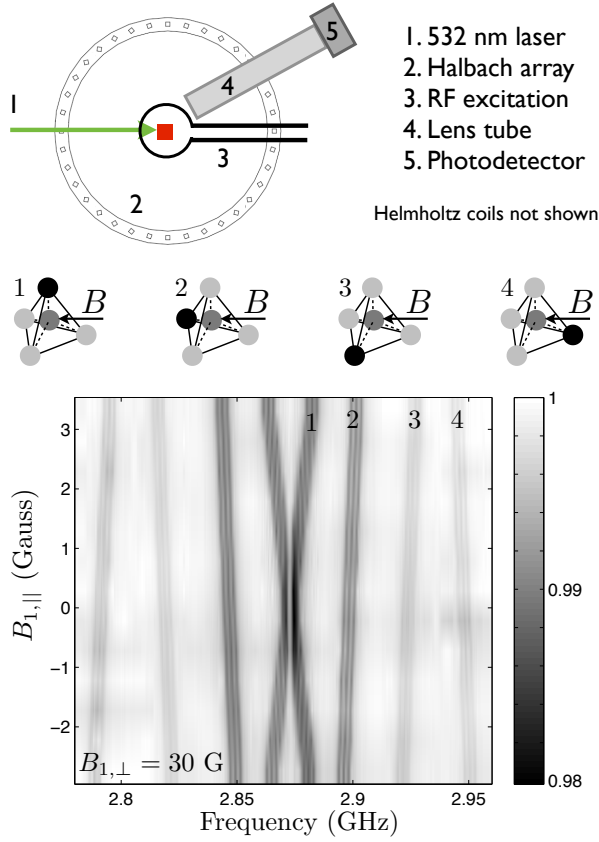 1
2
3
4
5
1. 532 nm laser
2. Halbach array
3. RF excitation
4. Lens tube
5. Photodetector
Helmholtz coils not shown
1 B 2 B 3 B 4 B
1 2 3 4
3
2
1
0
−1
−2
B1,|| (Gauss)
B1,⊥ = 30 G
2.8 2.85 2.9 2.95
Frequency (GHz)
1
0.99
0.98